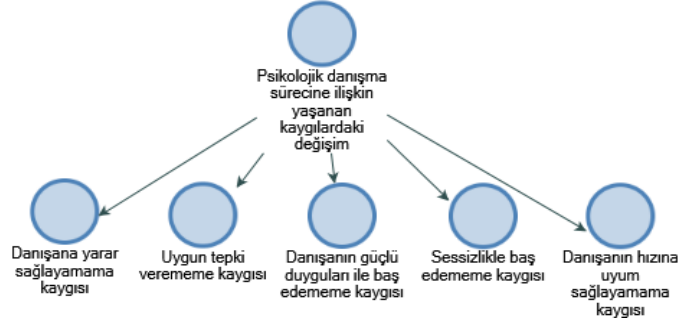 Psikolojik danışma
sürecine ilişkin
yaşanan
kaygılardaki
değişim
Danışana yarar
sağlayamama
kaygısı
Uygun tepki
verememe kaygısı
Danışanın güçlü
duyguları ile baş
edememe kaygısı
Sessizlikle baş
edememe kaygısı
Danışanın hızına
uyum
sağlayamama
kaygısı